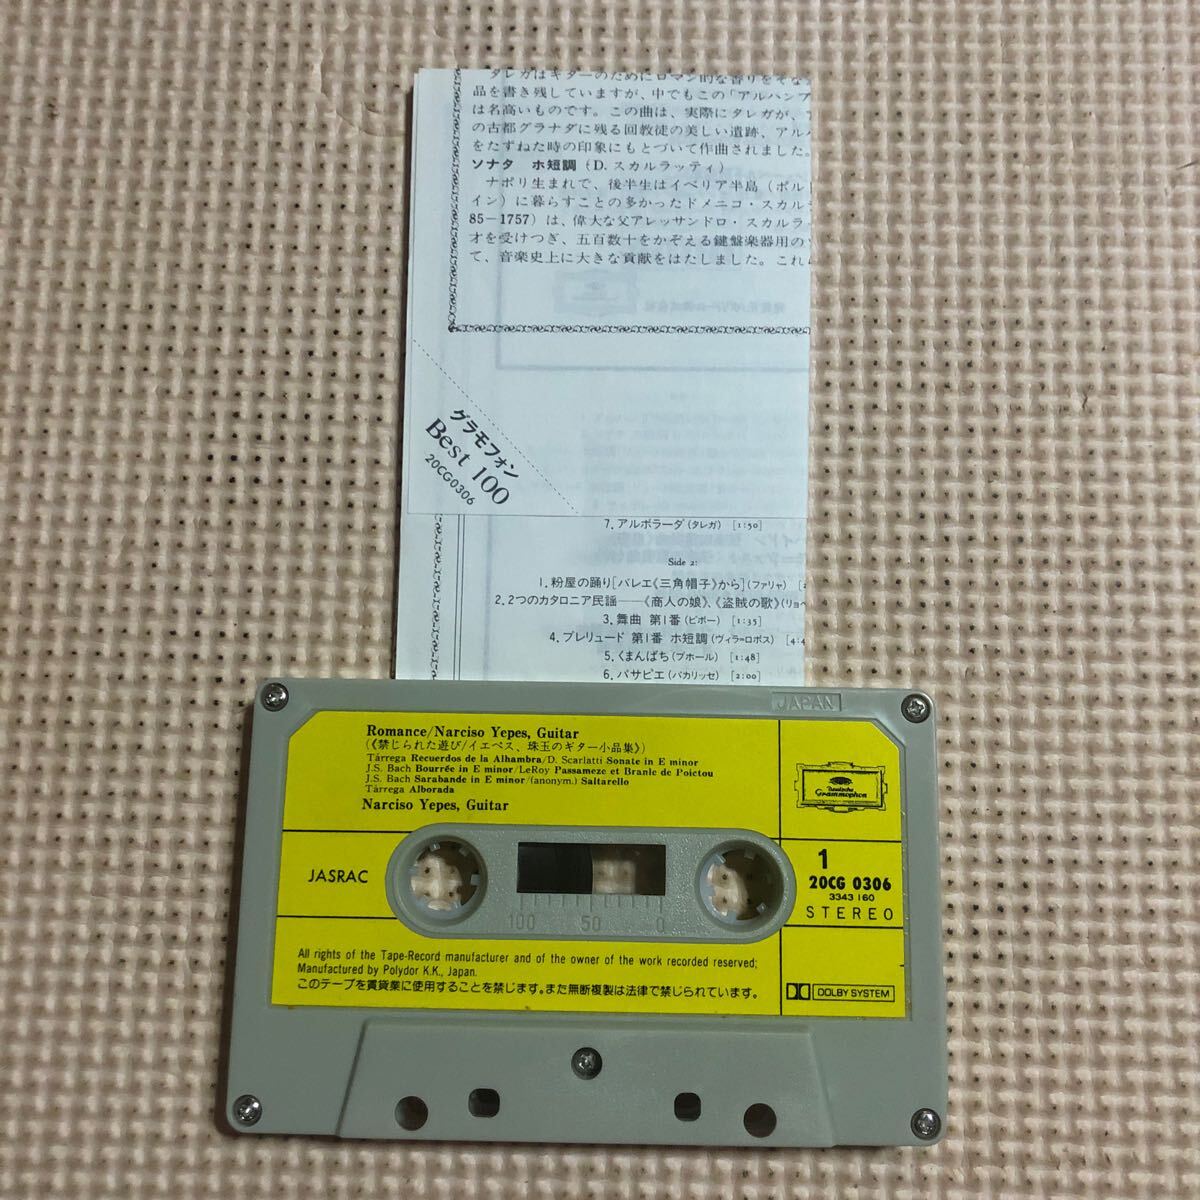 タレガはギターのためにロマン的な香りをそな
品を書き残していますが、中でもこの「アルハンブ
は名高いものです。この曲は、実際にタレガが、
の古都グラナダに残る回教徒の美しい遺跡、アル
をたずねた時の印象にもとづいて作曲されました。
ソナタ ホ短調 (D. スカルラッティ)
ナポリ生まれで、後半生はイベリア半島（ポルト
イン）に暮らすことの多かったドメニコ・スカル
85－1757）は、偉大な父アレッサンドロ・スカルラ
才を受けつぎ、五百数十をかぞえる鍵盤楽器用の
て、音楽史上に大きな貢献をはたしました。これ
グラモフォン
Best 100
20CG0306
7. アルボラーダ (タレガ) [1:50]
Side 2:
1. 粉屋の踊り[バレエ《三角帽子》から] (ファリャ)
2. 2つのカタロニア民謡——《商人の娘》、《盗賊の歌》(リョベ
3. 舞曲 第1番 (ピポー) [1:35]
4. プレリュード 第1番 ホ短調 (ヴィラ=ロボス) [4:4
5. くまんばち (プホール) [1:48]
6. パサピエ (バカリッセ) [2:00]
JAPAN
Romance/Narciso Yepes, Guitar
(《禁じられた遊び/イエペス、珠玉のギター小品集》)
Tárrega Recuerdos de la Alhambra/D. Scarlatti Sonate in E minor
J.S. Bach Bourrée in E minor/LeRoy Passameze et Branle de Poictou
J.S. Bach Sarabande in E minor/(anonym.) Saltarello
Tárrega Alborada
Narciso Yepes, Guitar
Deutsche
Grammophon
JASRAC
1
20CG 0306
3343 160
STEREO
100 50 0
All rights of the Tape-Record manufacturer and of the owner of the work recorded reserved;
Manufactured by Polydor K.K., Japan.
このテープを賃貸業に使用することを禁じます。また無断複製は法律で禁じられています。
DOLBY SYSTEM